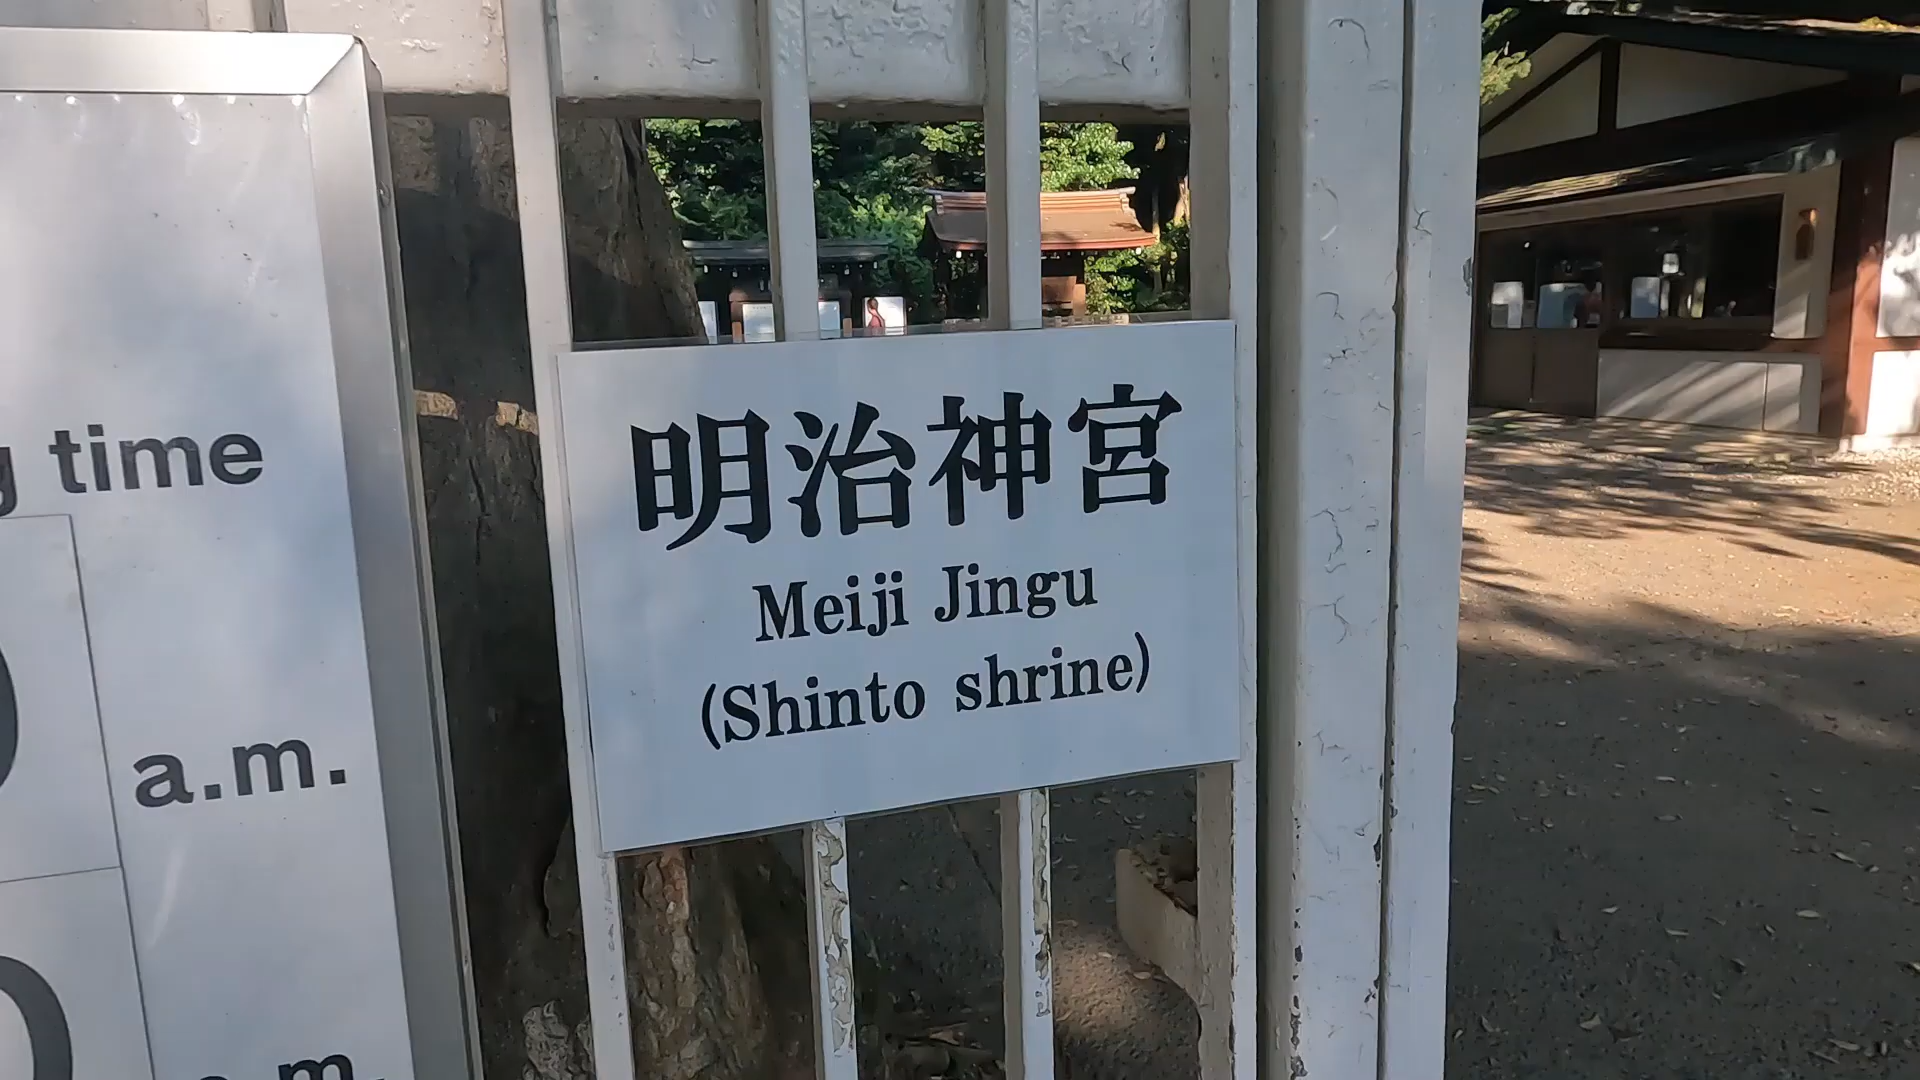 time
a.m.
明治神宮
Meiji Jingu
(Shinto shrine)